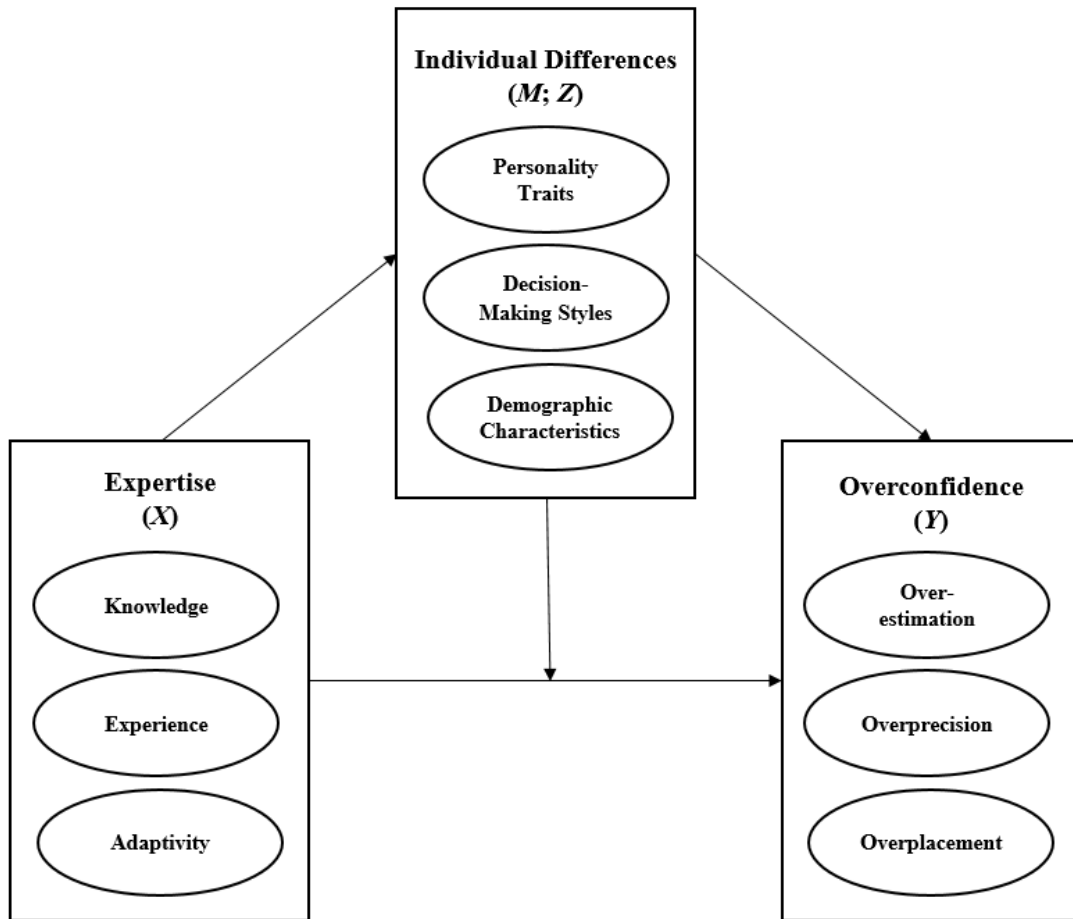 Individual Differences
(M; Z)
Personality
Traits
Decision-
Making Styles
Demographic
Characteristics
Expertise
(X)
Knowledge
Experience
Adaptivity
Overconfidence
(Y)
Over-
estimation
Overprecision
Overplacement